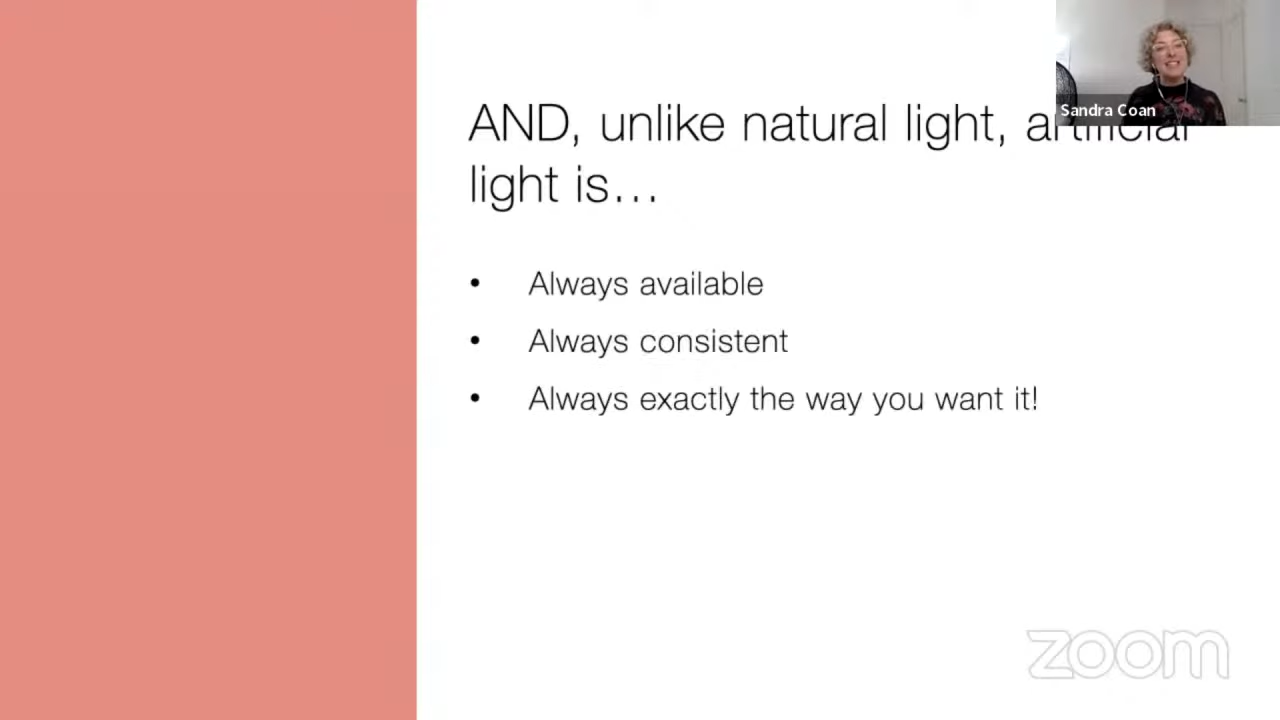 AND, unlike natural light, artificial
light is…
• Always available
• Always consistent
• Always exactly the way you want it!
Sandra Coan
zoom